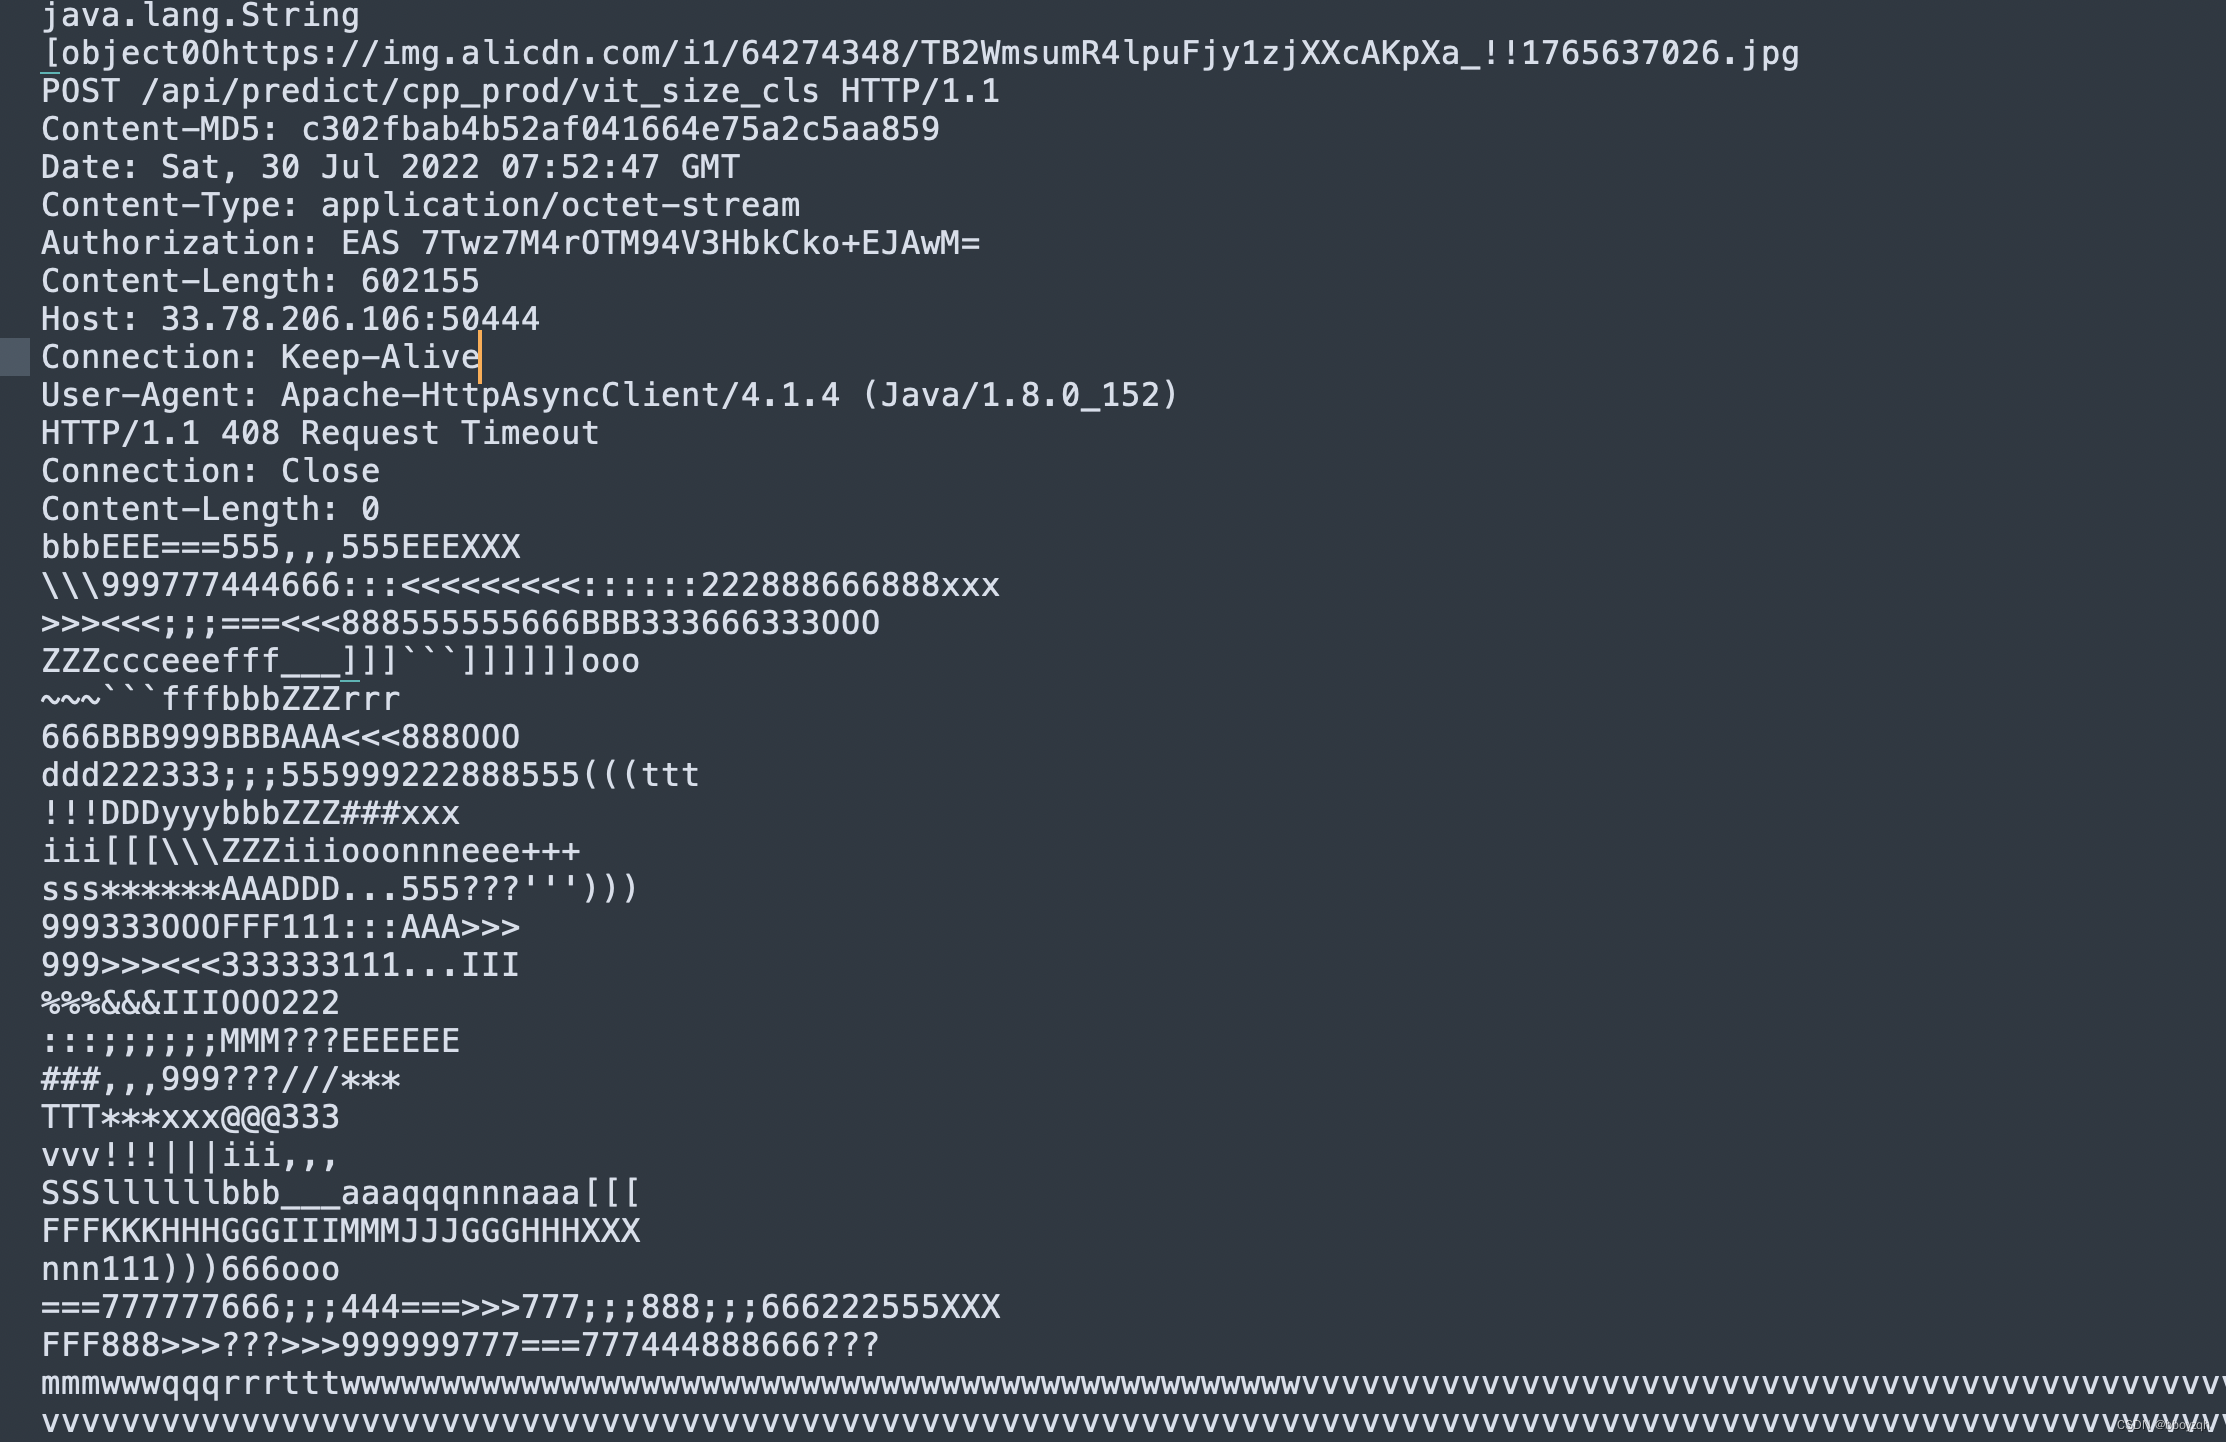 java.lang.String
[object0Ohttps://img.alicdn.com/i1/64274348/TB2WmsumR4lpuFjy1zjXXcAKpXa_!!1765637026.jpg
POST /api/predict/cpp_prod/vit_size_cls HTTP/1.1
Content-MD5: c302fbab4b52af041664e75a2c5aa859
Date: Sat, 30 Jul 2022 07:52:47 GMT
Content-Type: application/octet-stream
Authorization: EAS 7Twz7M4rOTM94V3HbkCko+EJAwM=
Content-Length: 602155
Host: 33.78.206.106:50444
Connection: Keep-Alive
User-Agent: Apache-HttpAsyncClient/4.1.4 (Java/1.8.0_152)
HTTP/1.1 408 Request Timeout
Connection: Close
Content-Length: 0
bbbEEE===555,,,555EEEXXX
\\\999777444666:::<<<<<<<<<::::::222888666888xxx
>>><<<;;;===<<<888555555666BBB333666333OOO
ZZZccceeefff___]]]```]]]]]]ooo
~~~```fffbbbZZZrrr
666BBB999BBBAAA<<<888OOO
ddd222333;;;555999222888555(((ttt
!!!DDDyyybbbZZZ###xxx
iii[[[\\\ZZZiiiooonnneee+++
sss******AAADDD...555???''')))
999333OOOFFF111:::AAA>>>
999>>><<<333333111...III
%%%&&&IIIOOO222
:::;;;;;;MMM???EEEEEE
###,,,999???///***
TTT***xxx@@@333
vvv!!!|||iii,,,
SSSllllllbbb___aaaqqqnnnaaa[[[
FFFKKKHHHGGGIIIMMMJJJGGGHHHXXX
nnn111)))666ooo
===777777666;;;444===>>>777;;;888;;;666222555XXX
FFF888>>>???>>>999999777===777444888666???
mmmwwwqqqrrrtttwwwwwwwwwwwwwwwwwwwwwwwwwwwwwwwwwwwwwwwwwwwwwwwwvvvvvvvvvvvvvvvvvvvvvvvvvvvvvvvvvvvvvvvvvvvvvv
vvvvvvvvvvvvvvvvvvvvvvvvvvvvvvvvvvvvvvvvvvvvvvvvvvvvvvvvvvvvvvvvvvvvvvvvvvvvvvvvvvvvvvvvvvvvvvvvvvvvvvvvvvvvv